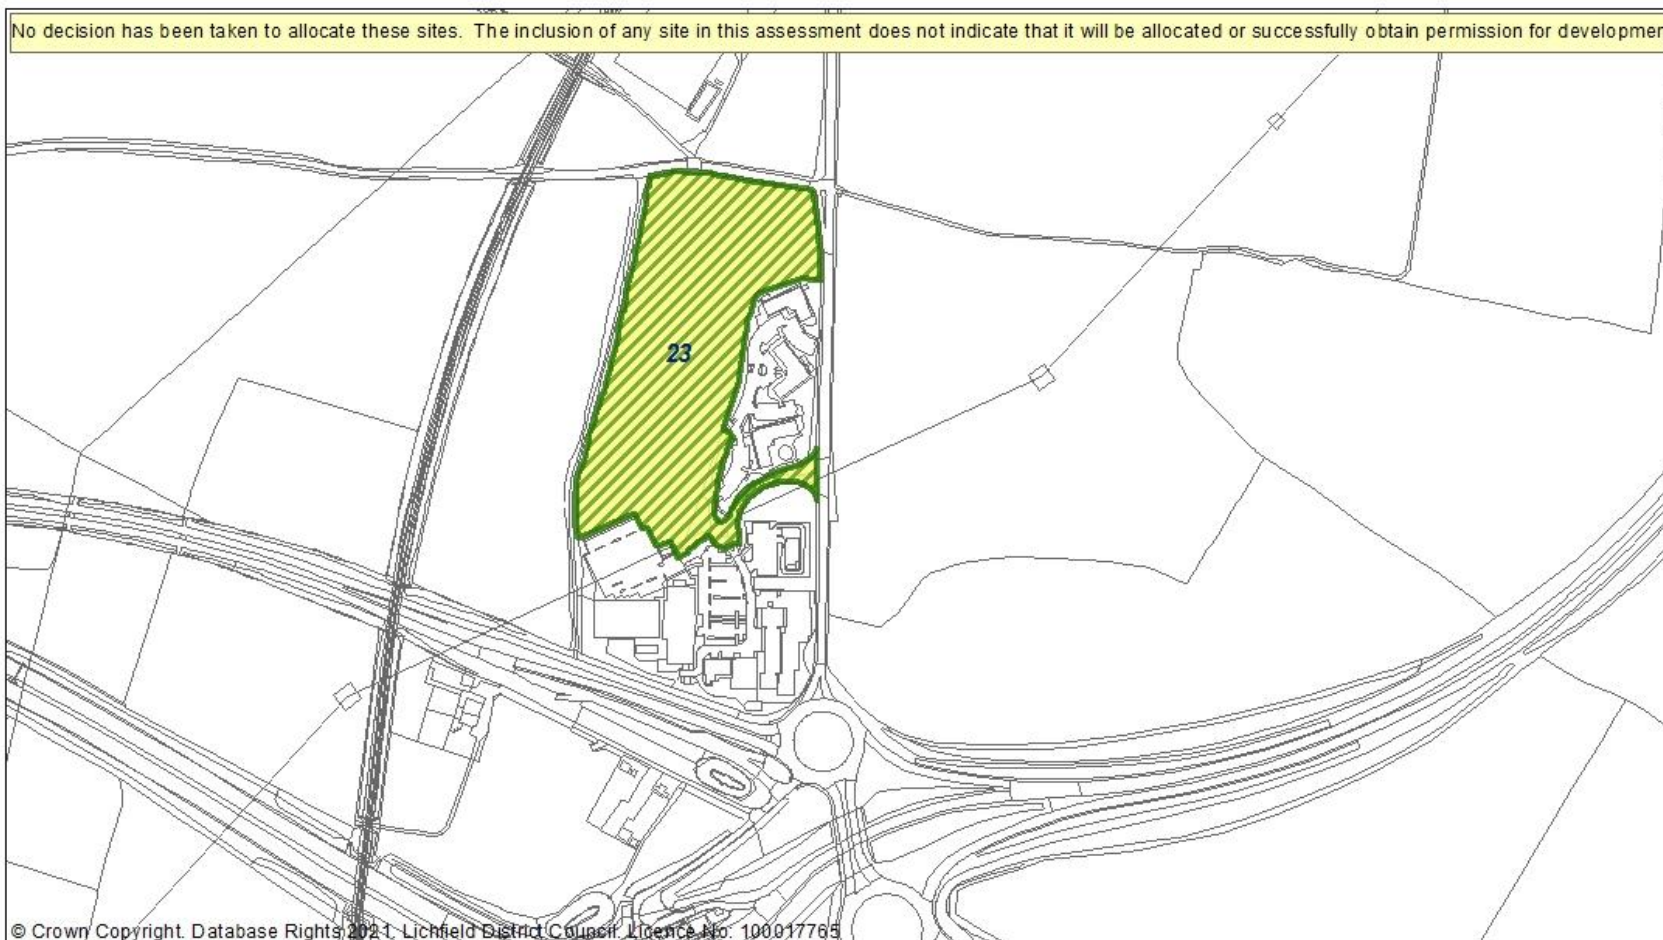 No decision has been taken to allocate these sites. The inclusion of any site in this assessment does not indicate that it will be allocated or successfully obtain permission for developmen
23
© Crown Copyright. Database Rights 2021. Lichfield District Council. Licence No: 100017765